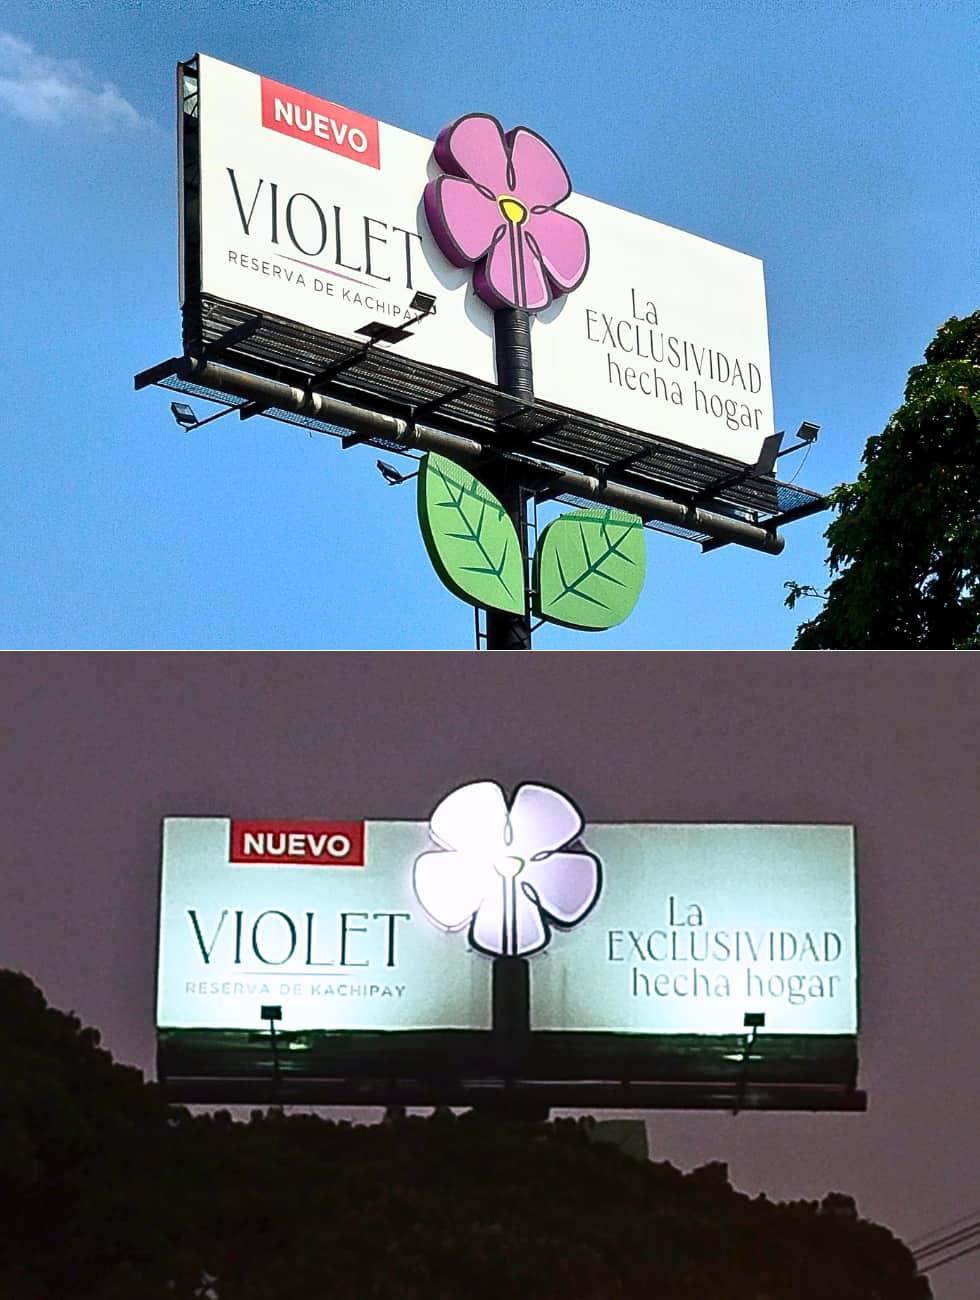 NUEVO
VIOLET
RESERVA DE KACHIPAY
La
EXCLUSIVIDAD
hecha hogar
NUEVO
VIOLET
RESERVA DE KACHIPAY
La
EXCLUSIVIDAD
hecha hogar